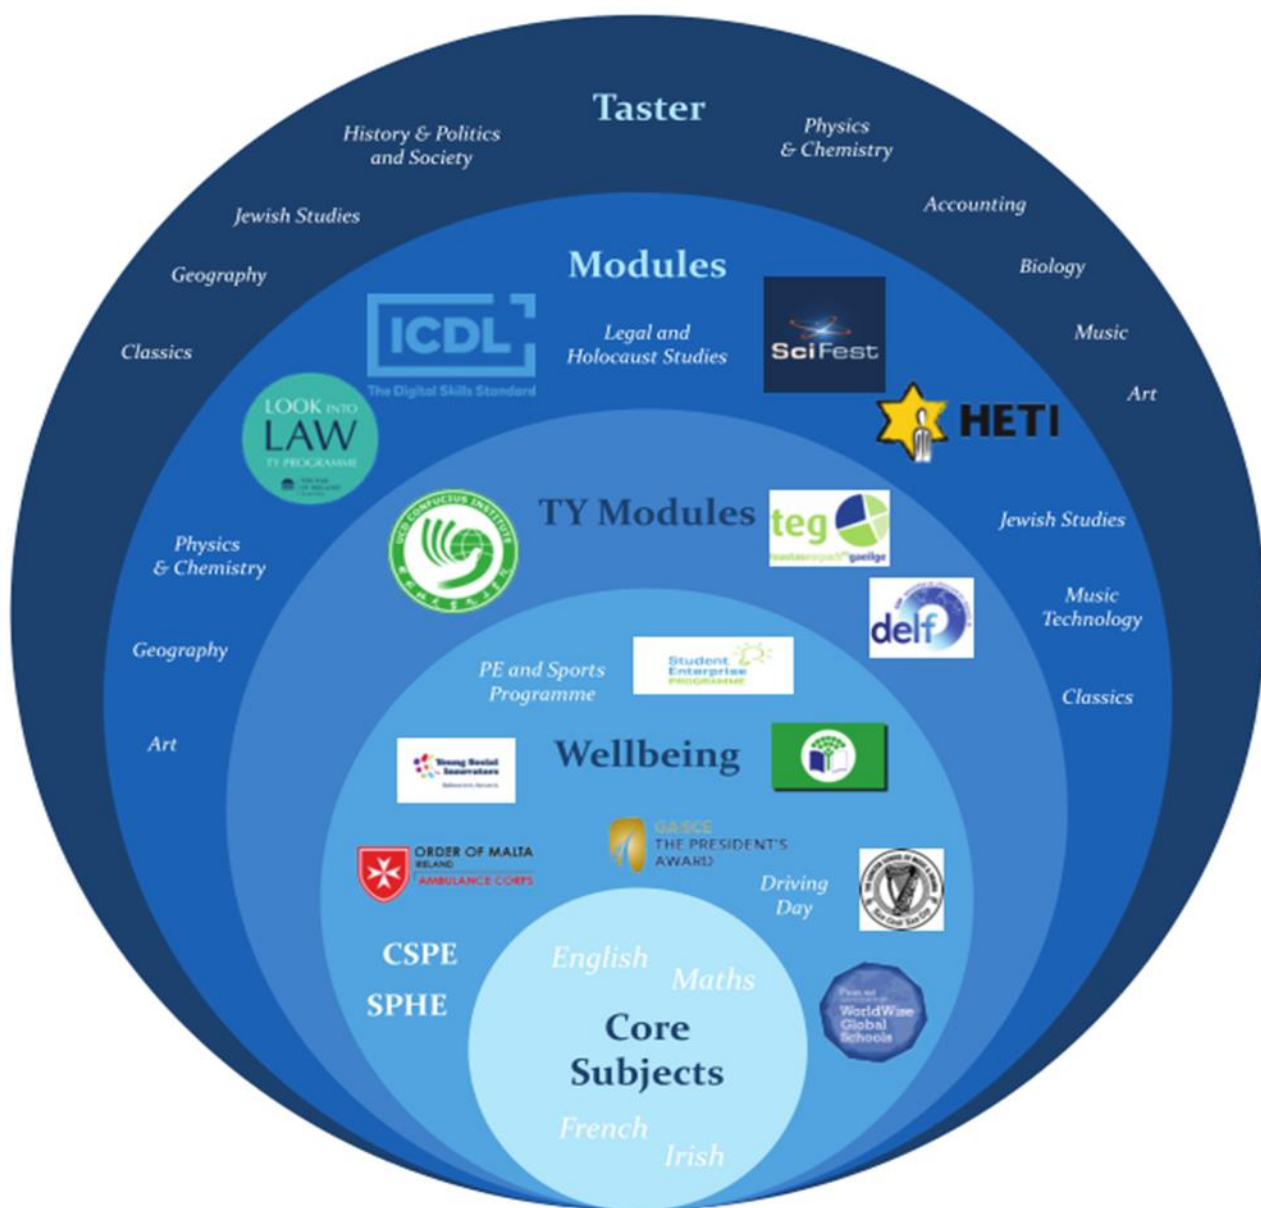 Taster
History & Politics
and Society
Physics
& Chemistry
Jewish Studies
Accounting
Geography
Biology
Classics
Music
Art
Modules
ICDL
The Digital Skills Standard
Legal and
Holocaust Studies
SciFest
LOOK INTO
LAW
TY PROGRAMME
HETI
Physics
& Chemistry
Jewish Studies
Geography
Music
Technology
Art
Classics
TY Modules
UCD CONFUCIUS INSTITUTE
teg
delf
PE and Sports
Programme
Student
Enterprise
PROGRAMME
Wellbeing
Young Social
Innovators
GAISCE
THE PRESIDENT'S
AWARD
ORDER OF MALTA
IRELAND
AMBULANCE CORPS
Driving
Day
CSPE
SPHE
WorldWise
Global
Schools
English
Maths
Core
Subjects
French
Irish